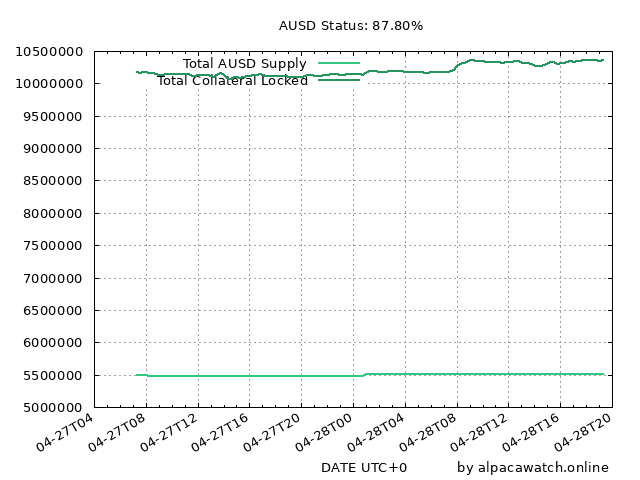 AUSD Status: 87.80%
10500000
Total AUSD Supply
10000000
Total Collateral Locked
9500000
9000000
8500000
8000000
7500000
7000000
6500000
6000000
5500000
5000000
04-27T04 04-27T08 04-27T12 04-27T16 04-27T20 04-28T00 04-28T04 04-28T08 04-28T12 04-28T16 04-28T20
DATE UTC+0 by alpacawatch.online